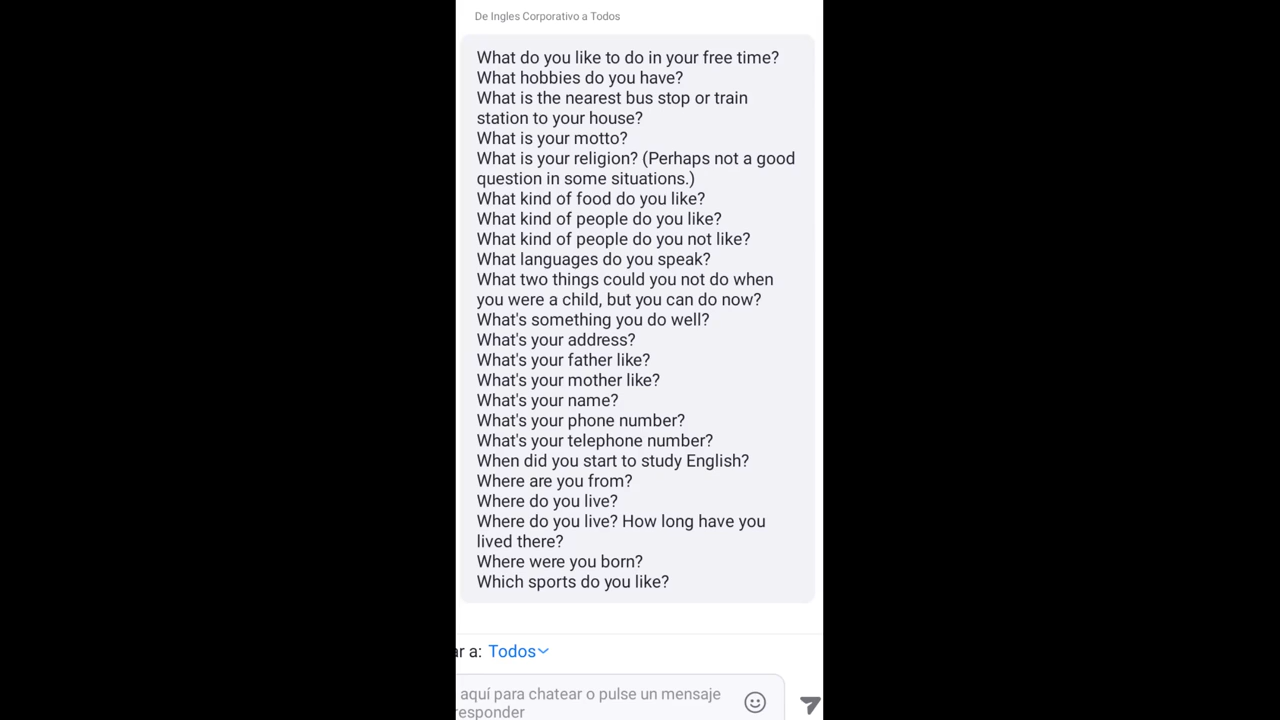 De Ingles Corporativo a Todos
What do you like to do in your free time?
What hobbies do you have?
What is the nearest bus stop or train
station to your house?
What is your motto?
What is your religion? (Perhaps not a good
question in some situations.)
What kind of food do you like?
What kind of people do you like?
What kind of people do you not like?
What languages do you speak?
What two things could you not do when
you were a child, but you can do now?
What's something you do well?
What's your address?
What's your father like?
What's your mother like?
What's your name?
What's your phone number?
What's your telephone number?
When did you start to study English?
Where are you from?
Where do you live?
Where do you live? How long have you
lived there?
Where were you born?
Which sports do you like?
ar a: Todos
aquí para chatear o pulse un mensaje
responder